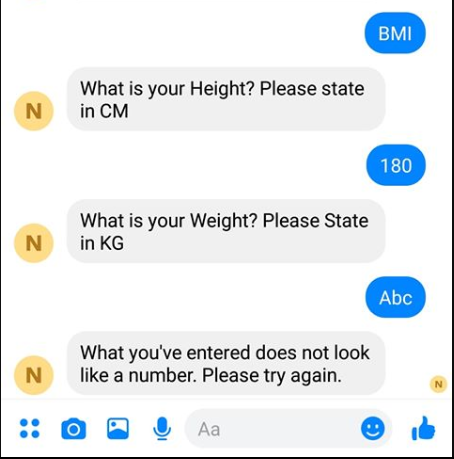 BMI
What is your Height? Please state
in CM
N
180
What is your Weight? Please State
in KG
N
Abc
What you've entered does not look
like a number. Please try again.
N
N
Aa